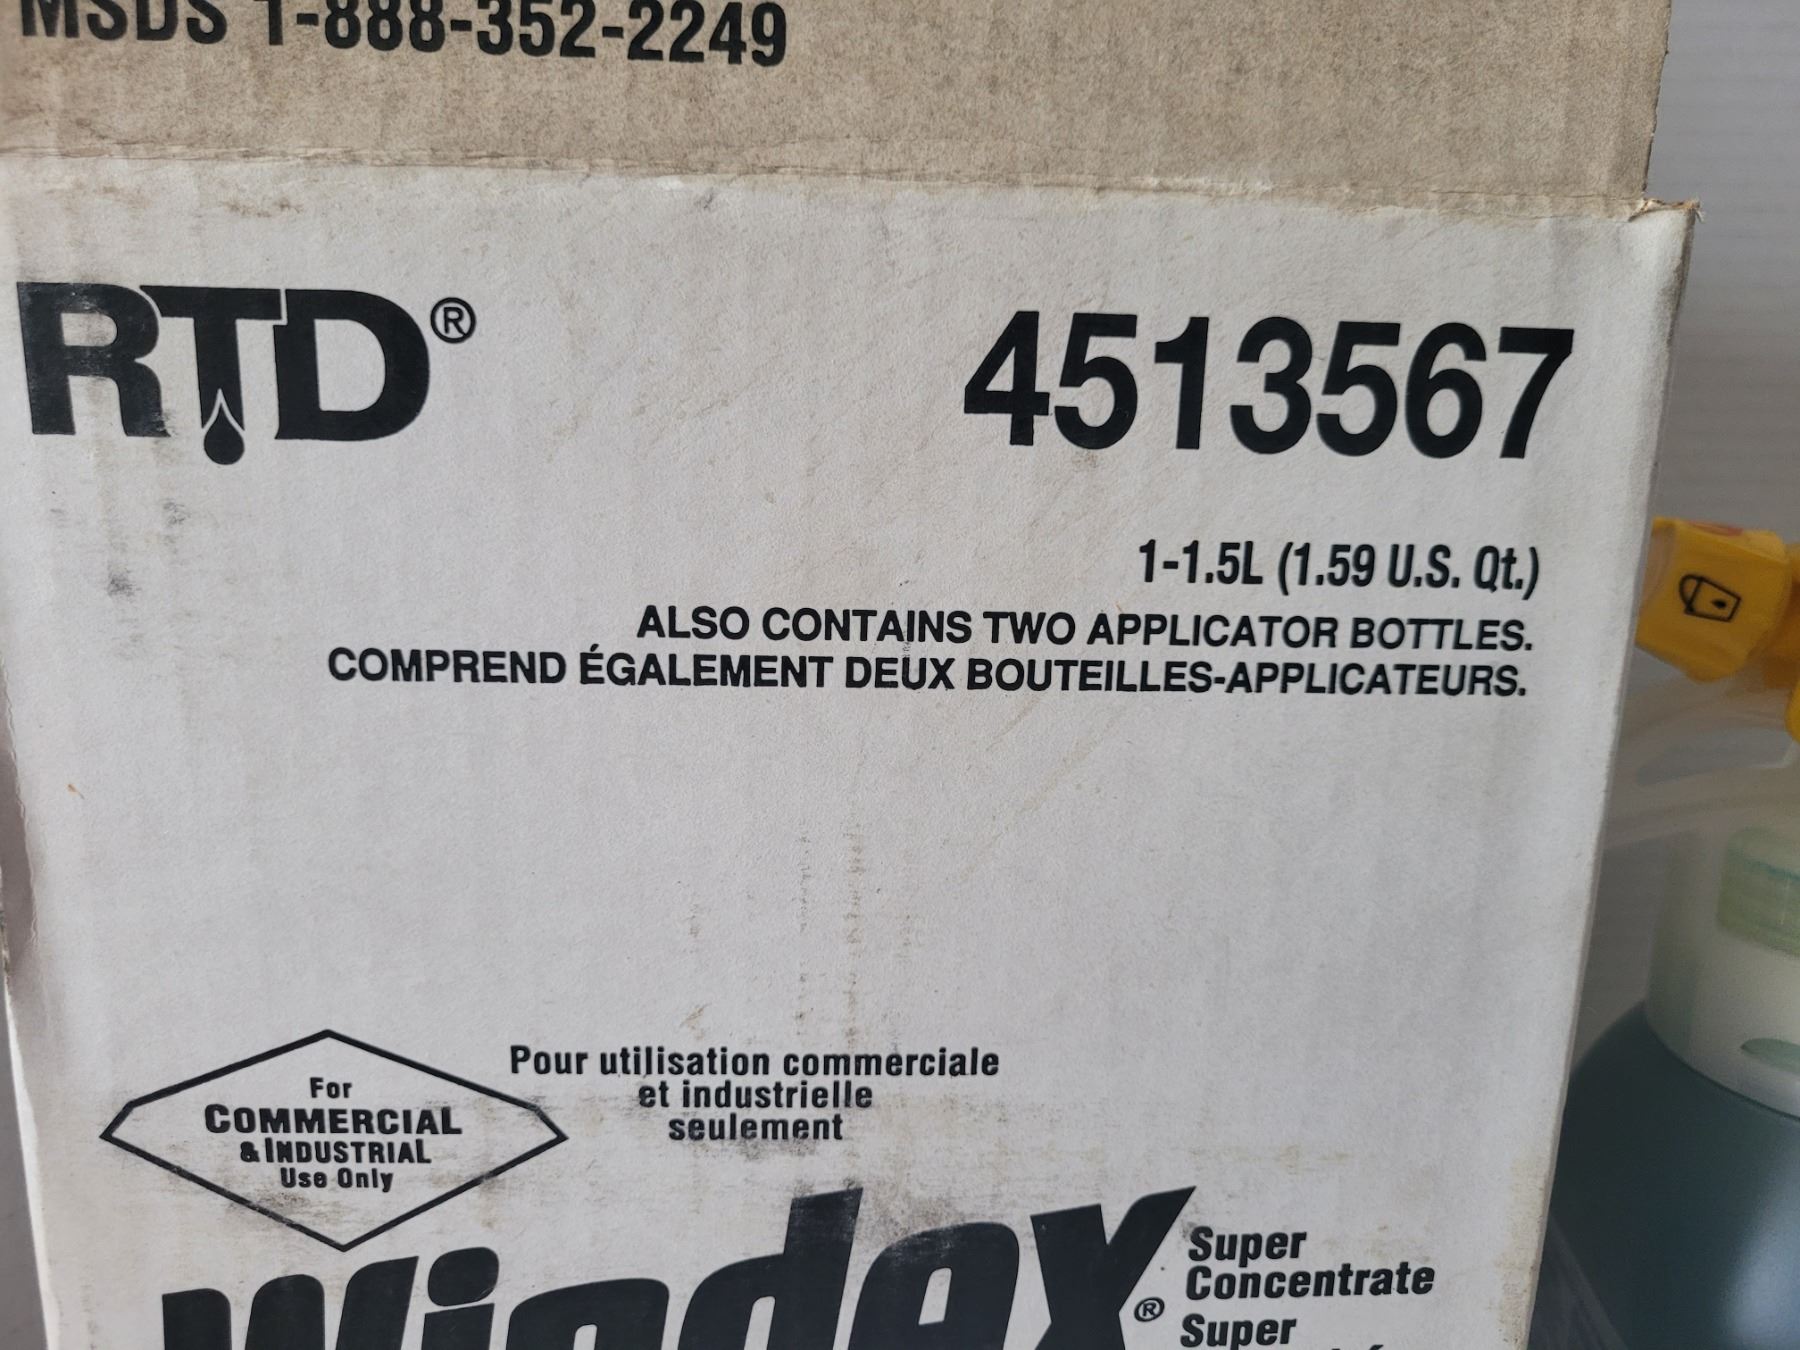 MSDS 1-888-352-2249
RTD®
4513567
1-1.5L (1.59 U.S. Qt.)
ALSO CONTAINS TWO APPLICATOR BOTTLES.
COMPREND ÉGALEMENT DEUX BOUTEILLES-APPLICATEURS.
For
COMMERCIAL
& INDUSTRIAL
Use Only
Pour utilisation commerciale
et industrielle
seulement
Windex®
Super
Concentrate
Super